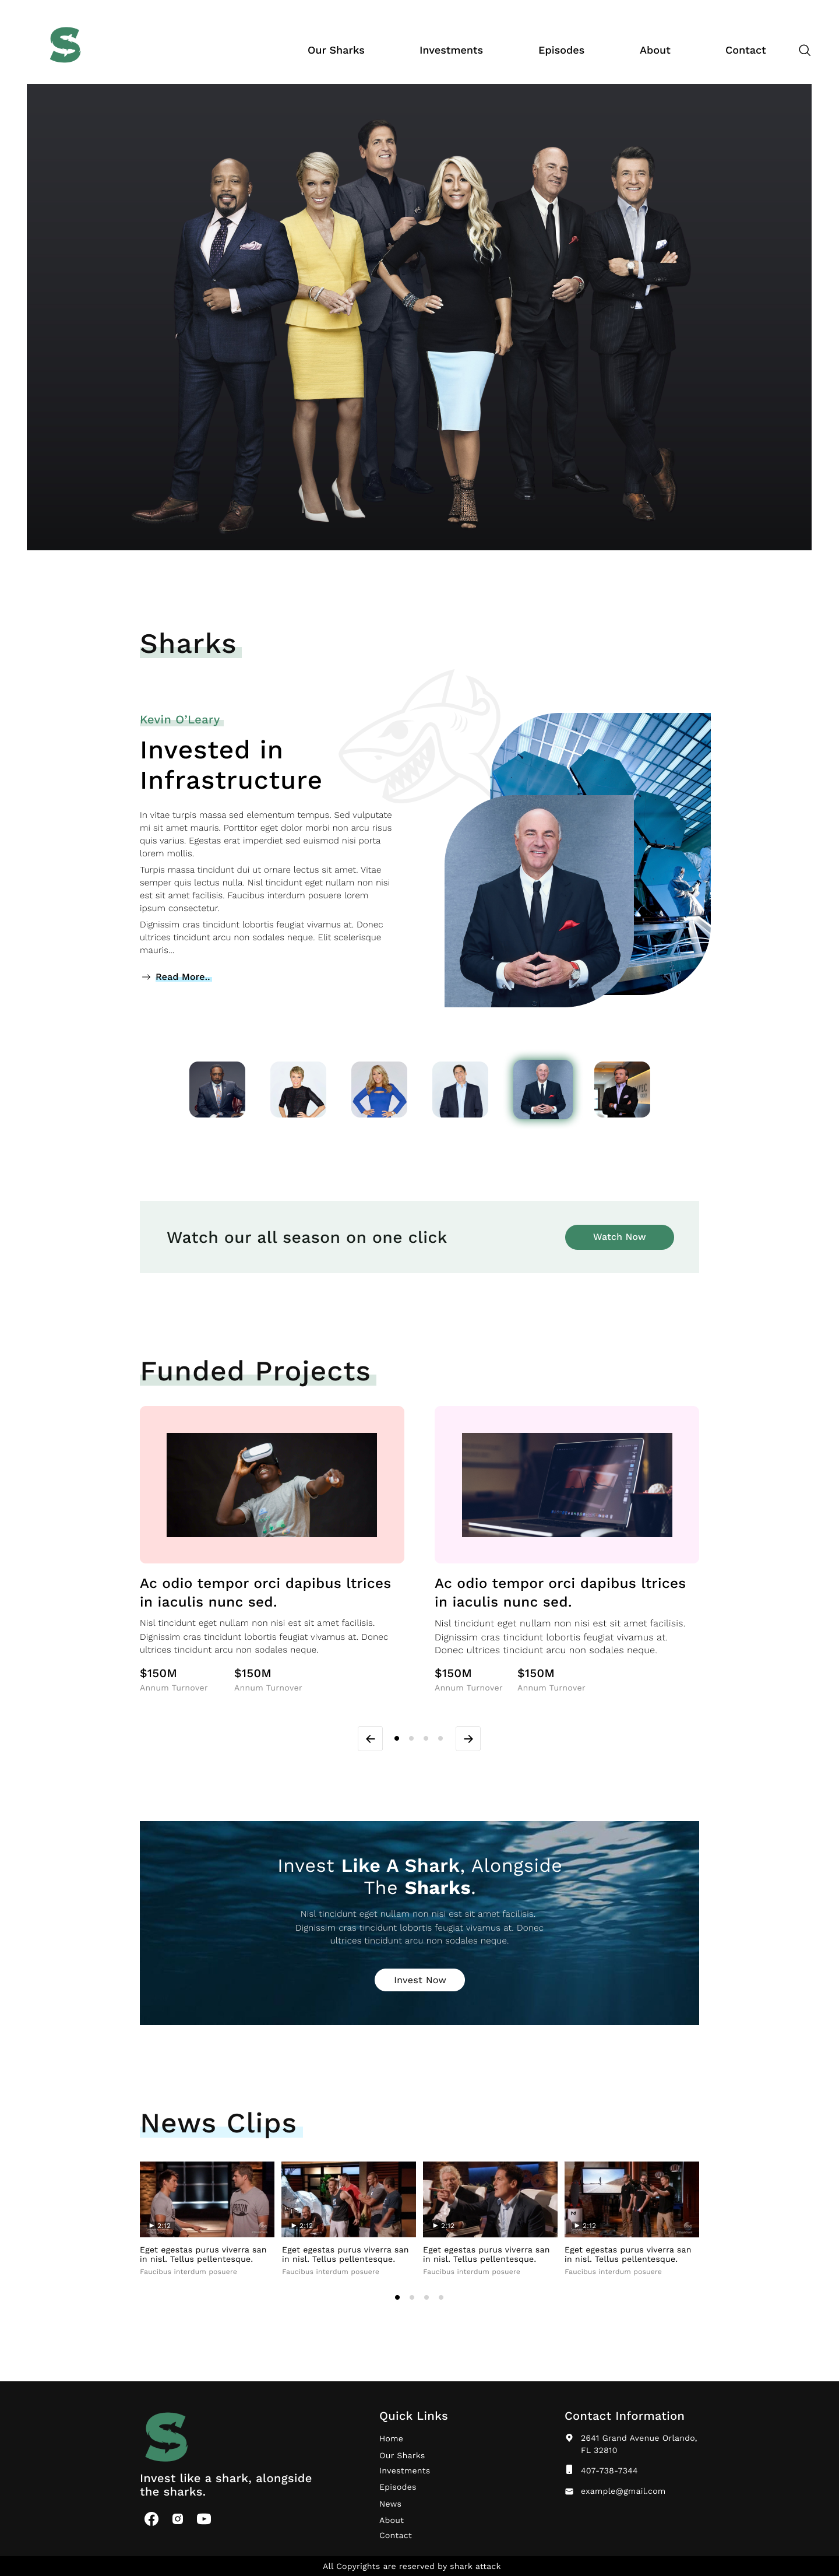 S
Our Sharks
Investments
Episodes
About
Contact
Sharks
Kevin O'Leary
Invested in
Infrastructure
In vitae turpis massa sed elementum tempus. Sed vulputate
mi sit amet mauris. Porttitor eget dolor morbi non arcu risus
quis varius. Egestas erat imperdiet sed euismod nisi porta
lorem mollis.
Turpis massa tincidunt dui ut ornare lectus sit amet. Vitae
semper quis lectus nulla. Nisl tincidunt eget nullam non nisi
est sit amet facilisis. Faucibus interdum posuere lorem
ipsum consectetur.
Dignissim cras tincidunt lobortis feugiat vivamus at. Donec
ultrices tincidunt arcu non sodales neque. Elit scelerisque
mauris...
Read More..
Watch our all season on one click
Watch Now
Funded Projects
Ac odio tempor orci dapibus ltrices
in iaculis nunc sed.
Nisl tincidunt eget nullam non nisi est sit amet facilisis.
Dignissim cras tincidunt lobortis feugiat vivamus at. Donec
ultrices tincidunt arcu non sodales neque.
$150M
$150M
Annum Turnover
Annum Turnover
Ac odio tempor orci dapibus ltrices
in iaculis nunc sed.
Nisl tincidunt eget nullam non nisi est sit amet facilisis.
Dignissim cras tincidunt lobortis feugiat vivamus at.
Donec ultrices tincidunt arcu non sodales neque.
$150M
$150M
Annum Turnover
Annum Turnover
Invest Like A Shark, Alongside
The Sharks.
Nisl tincidunt eget nullam non nisi est sit amet facilisis.
Dignissim cras tincidunt lobortis feugiat vivamus at. Donec
ultrices tincidunt arcu non sodales neque.
Invest Now
News Clips
2:12
2:12
2:12
2:12
Eget egestas purus viverra san
in nisl. Tellus pellentesque.
Faucibus interdum posuere
Eget egestas purus viverra san
in nisl. Tellus pellentesque.
Faucibus interdum posuere
Eget egestas purus viverra san
in nisl. Tellus pellentesque.
Faucibus interdum posuere
Eget egestas purus viverra san
in nisl. Tellus pellentesque.
Faucibus interdum posuere
S
Invest like a shark, alongside
the sharks.
Quick Links
Home
Our Sharks
Investments
Episodes
News
About
Contact
Contact Information
2641 Grand Avenue Orlando,
FL 32810
407-738-7344
example@gmail.com
All Copyrights are reserved by shark attack